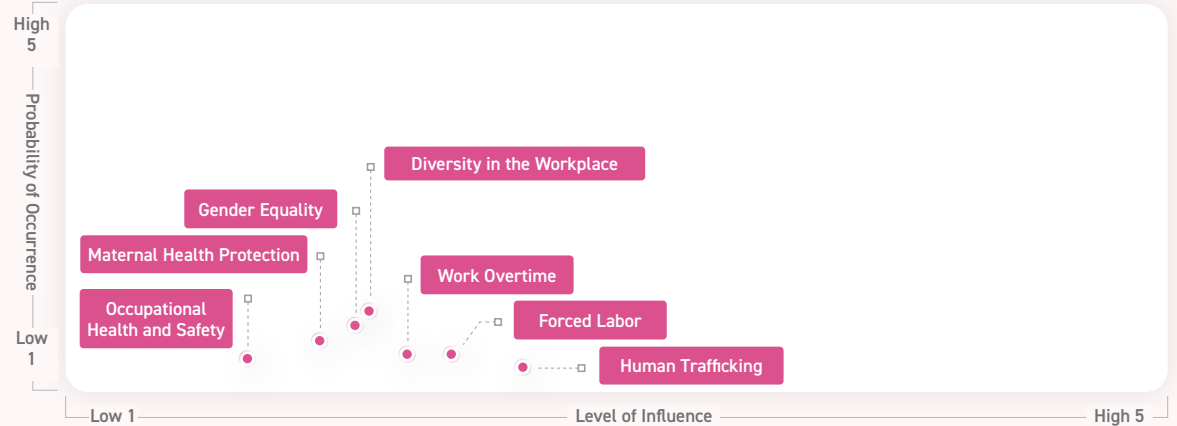 High
5
Probability of Occurrence
Low
1
Diversity in the Workplace
Gender Equality
Maternal Health Protection
Work Overtime
Occupational
Health and Safety
Forced Labor
Human Trafficking
Low 1
Level of Influence
High 5